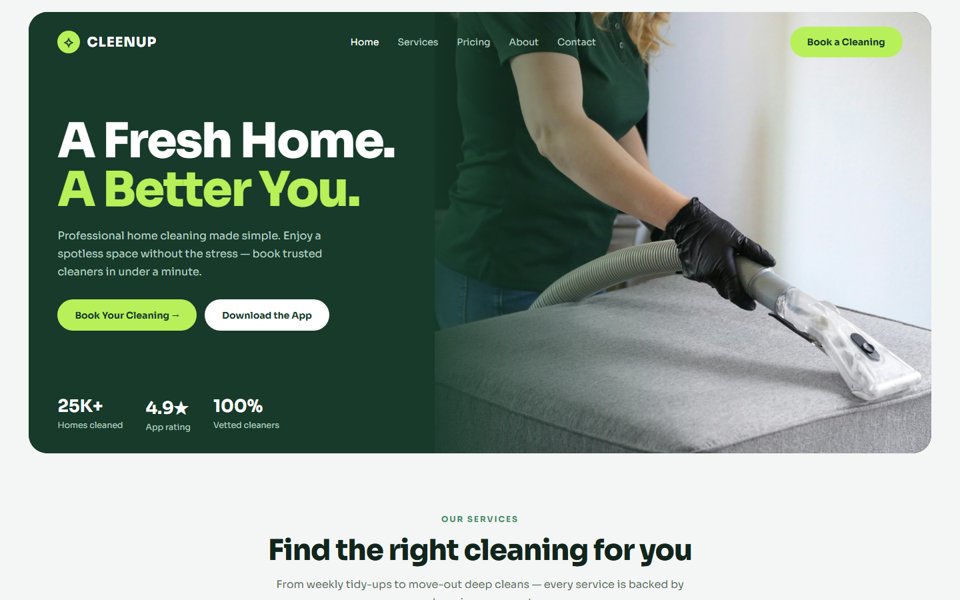 CLEENUP
Home Services Pricing About Contact
Book a Cleaning
A Fresh Home.
A Better You.
Professional home cleaning made simple. Enjoy a
spotless space without the stress — book trusted
cleaners in under a minute.
Book Your Cleaning →
Download the App
25K+
Homes cleaned
4.9★
App rating
100%
Vetted cleaners
OUR SERVICES
Find the right cleaning for you
From weekly tidy-ups to move-out deep cleans — every service is backed by